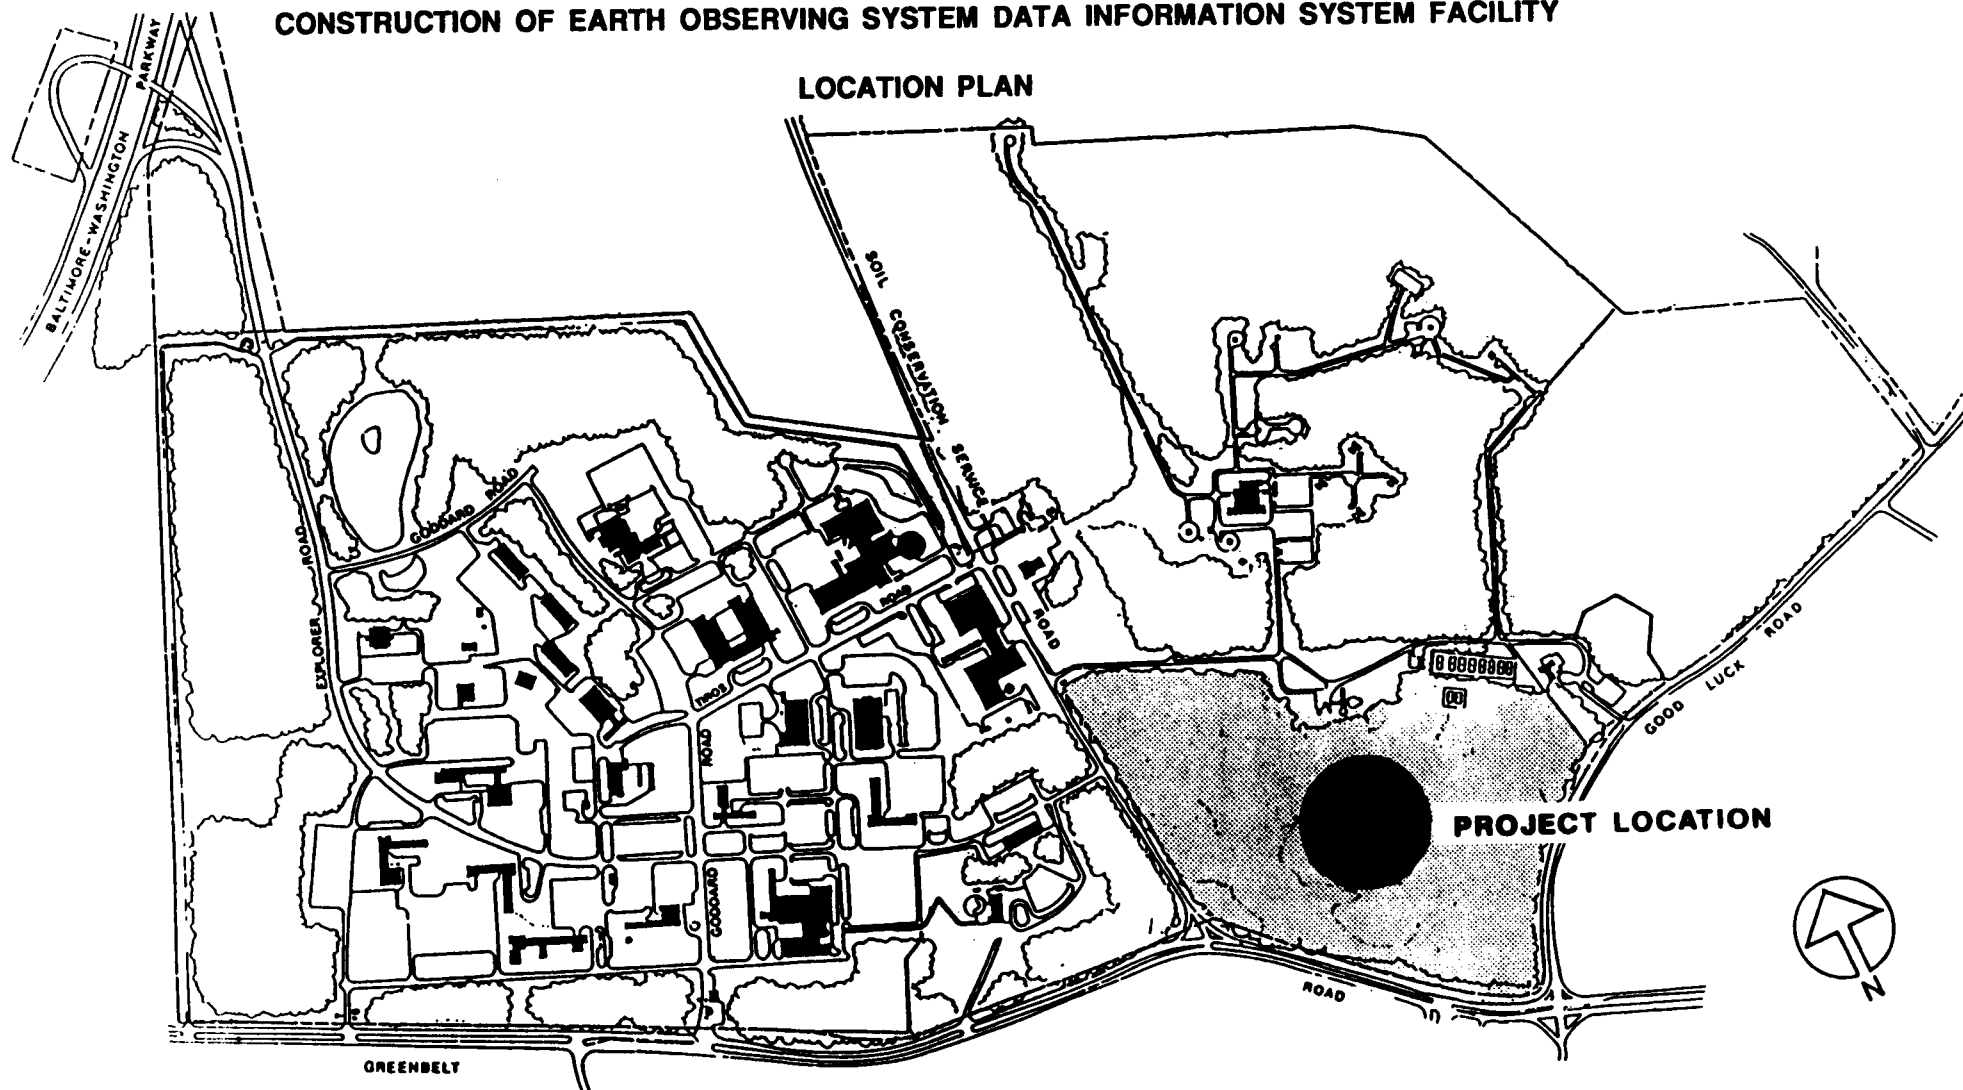 CONSTRUCTION OF EARTH OBSERVING SYSTEM DATA INFORMATION SYSTEM FACILITY
LOCATION PLAN
BALTIMORE-WASHINGTON PARKWAY
SOIL CONSERVATION SERVICE ROAD
GODDARD ROAD
EXPLORER ROAD
TIROS ROAD
ROAD
GODDARD
GOOD LUCK ROAD
PROJECT LOCATION
N
GREENBELT ROAD